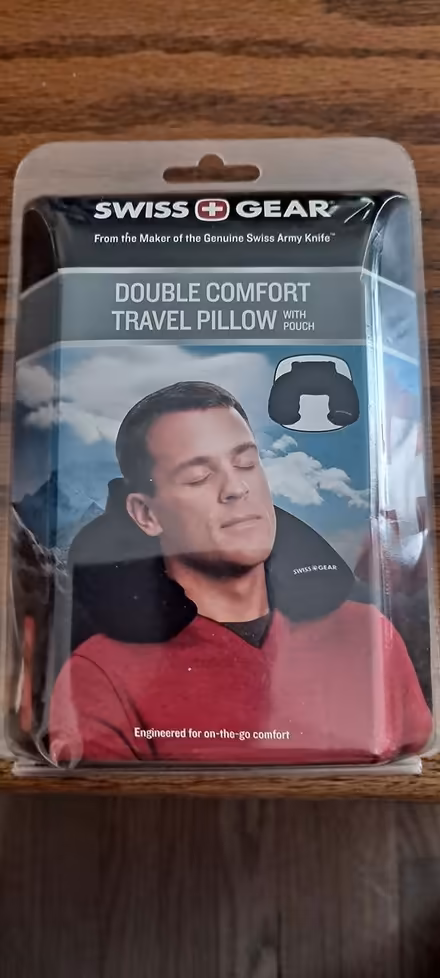 SWISS GEAR
From the Maker of the Genuine Swiss Army Knife™
DOUBLE COMFORT
TRAVEL PILLOW WITH
POUCH
SWISS GEAR
Engineered for on-the-go comfort